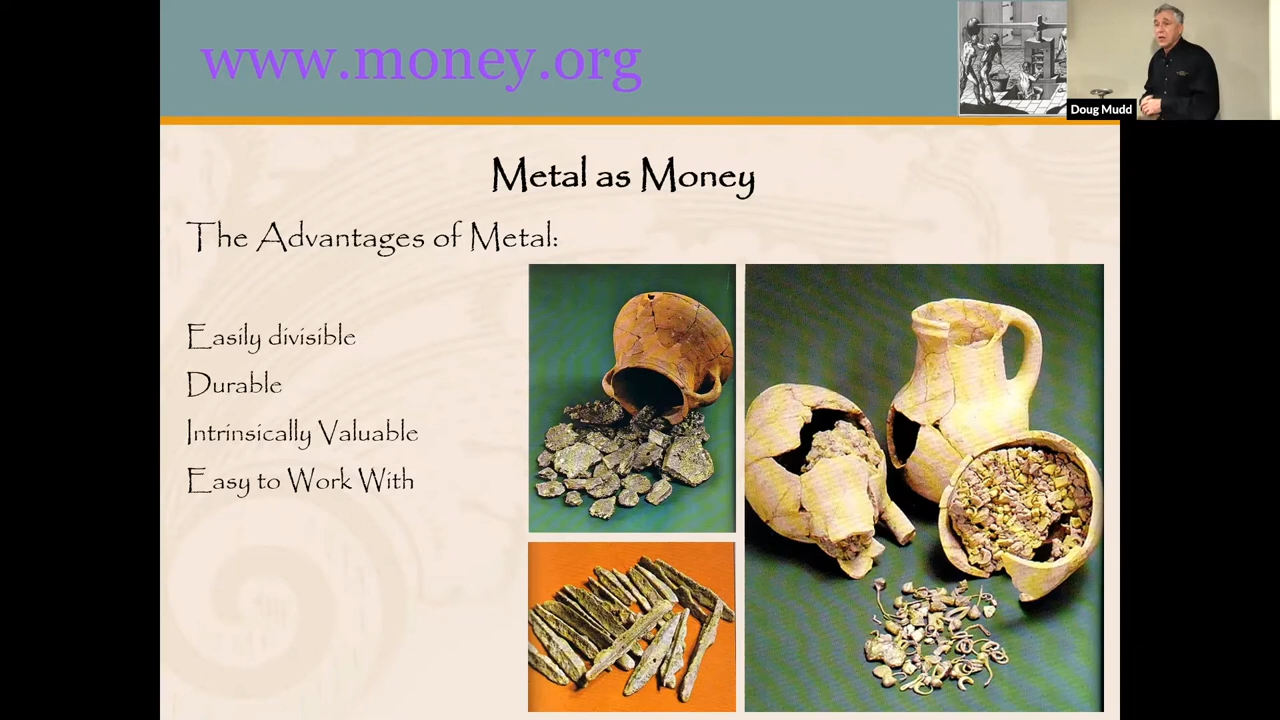 www.money.org
Doug Mudd
Metal as Money
The Advantages of Metal:
Easily divisible
Durable
Intrinsically Valuable
Easy to Work With